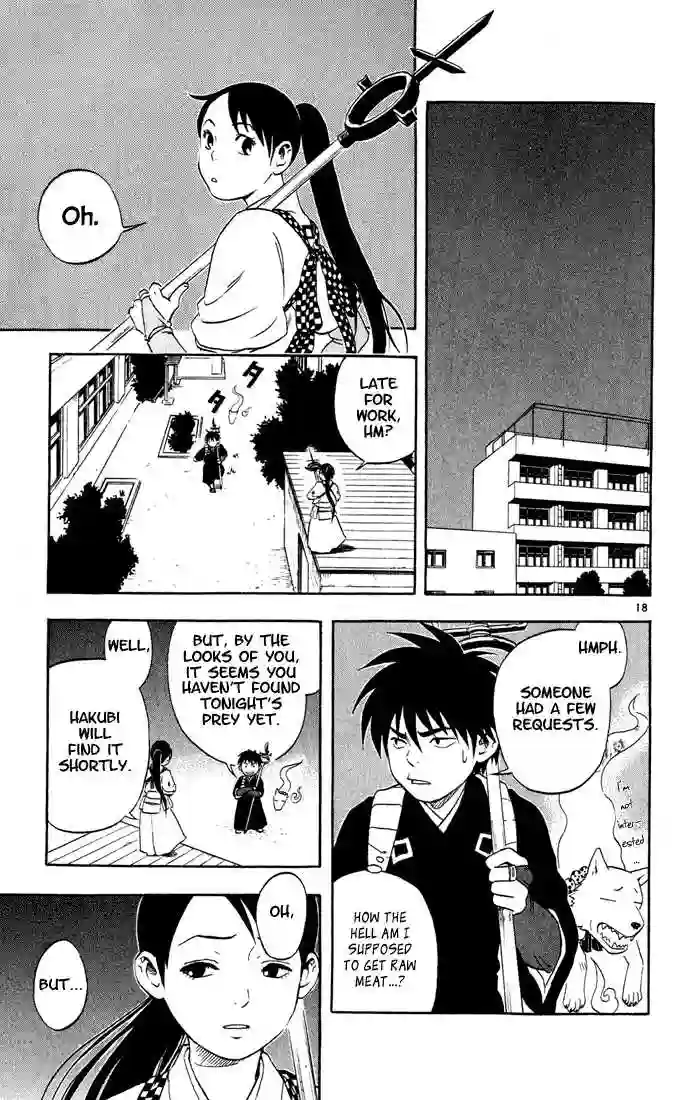 Oh.
タ
タ
LATE
FOR
WORK,
HM?
18
HMPH.
SOMEONE
HAD A FEW
REQUESTS.
I'm
not
inter-
ested
...
HOW THE
HELL AM I
SUPPOSED
TO GET RAW
MEAT...?
BUT, BY THE
LOOKS OF YOU,
IT SEEMS YOU
HAVEN'T FOUND
TONIGHT'S
PREY YET.
WELL,
HAKUBI
WILL
FIND IT
SHORTLY.
OH,
BUT...